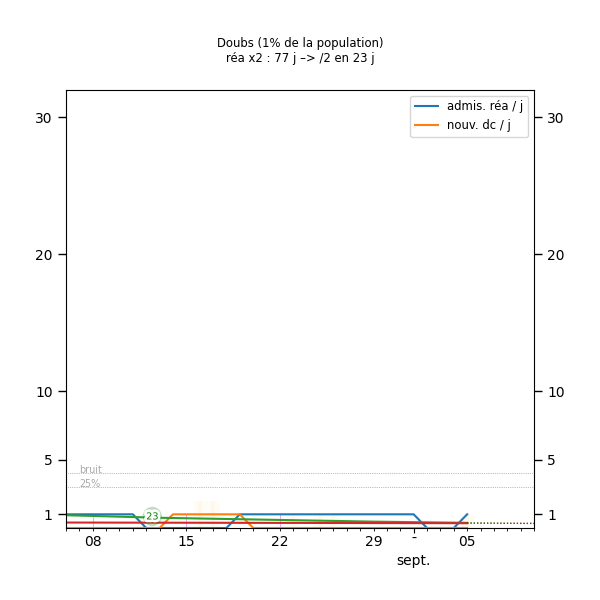 Doubs (1% de la population)
réa x2 : 77 j –> /2 en 23 j
admis. réa / j
nouv. dc / j
30 30
20 20
10 10
5 5
bruit
25%
23
1 1
08 15 22 29 - 05
sept.